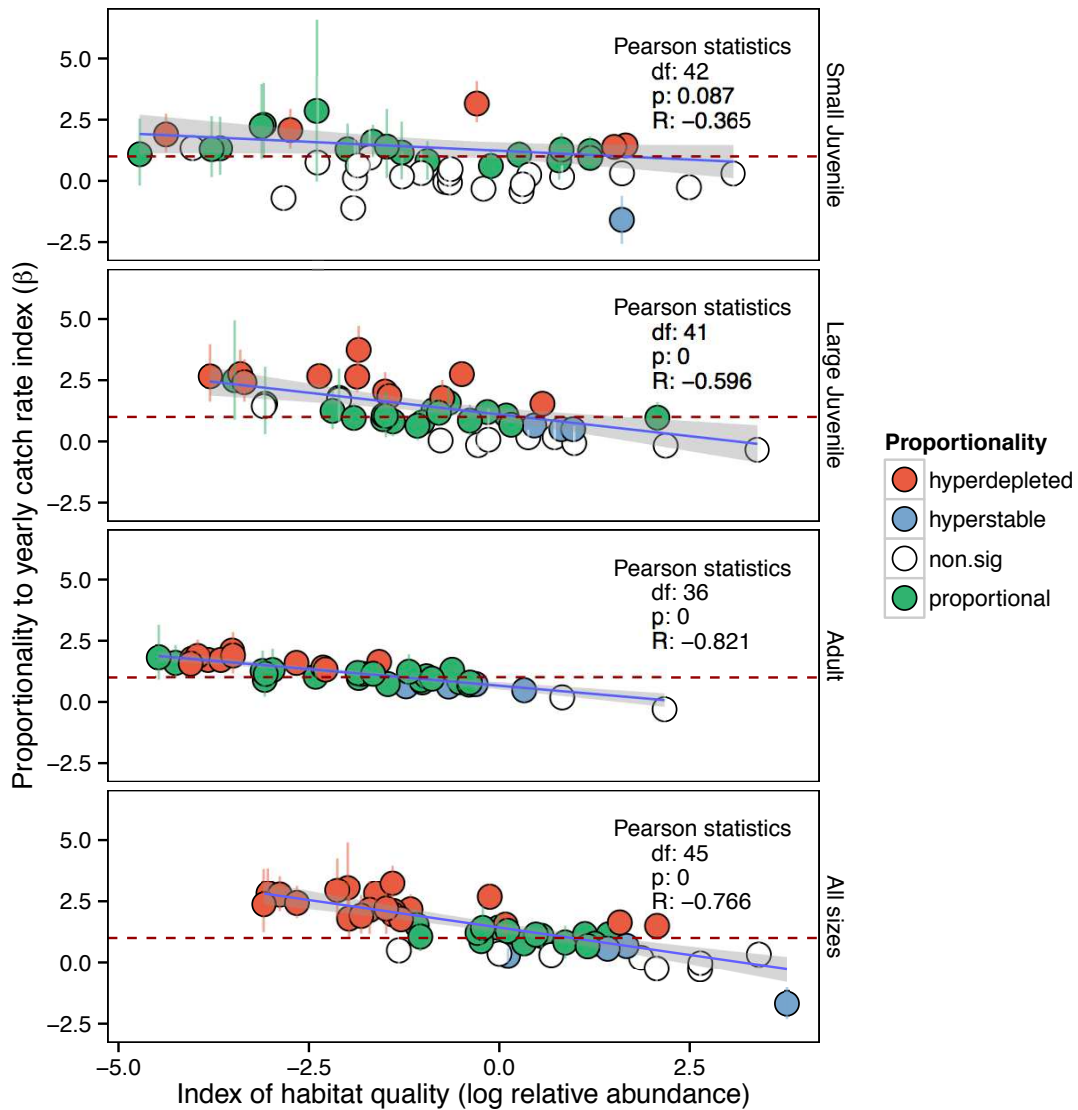 Proportionality to yearly catch rate index (β)
5.0
2.5
0.0
−2.5
Pearson statistics
df: 42
p: 0.087
R: −0.365
Small Juvenile
5.0
2.5
0.0
−2.5
Pearson statistics
df: 41
p: 0
R: −0.596
Large Juvenile
5.0
2.5
0.0
−2.5
Pearson statistics
df: 36
p: 0
R: −0.821
Adult
5.0
2.5
0.0
−2.5
Pearson statistics
df: 45
p: 0
R: −0.766
All sizes
−5.0 −2.5 0.0 2.5
Index of habitat quality (log relative abundance)
Proportionality
hyperdepleted
hyperstable
non.sig
proportional